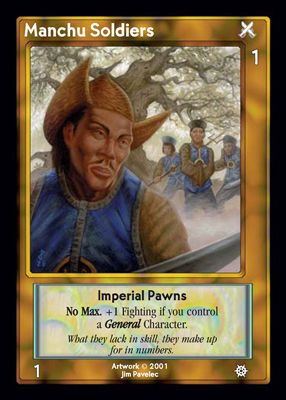 Manchu Soldiers
1
Imperial Pawns
No Max. +1 Fighting if you control
a General Character.
What they lack in skill, they make up
for in numbers.
Artwork © 2001
1
Jim Pavelec